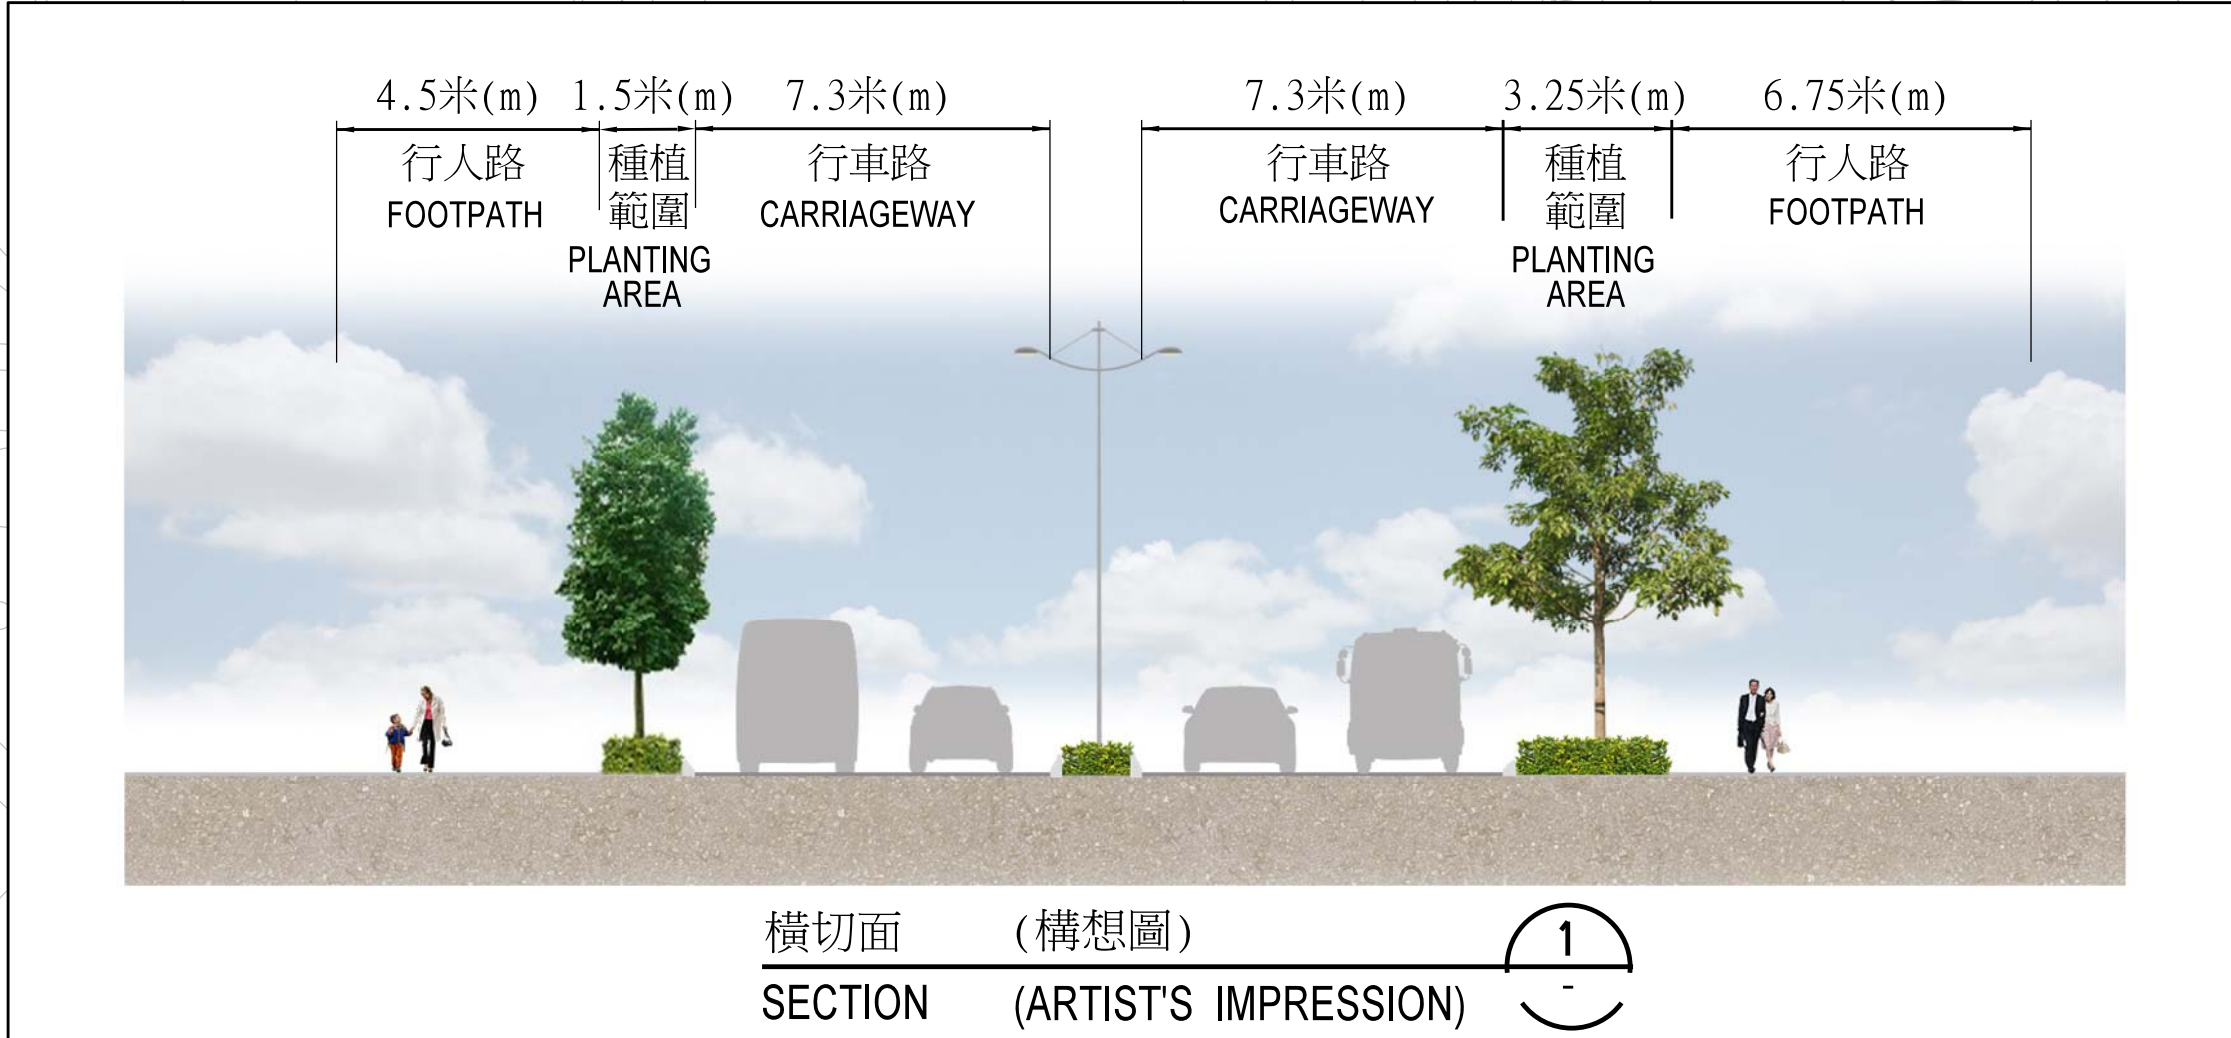 4.5米(m) 1.5米(m) 7.3米(m) 7.3米(m) 3.25米(m) 6.75米(m)
行人路 種植 行車路 行車路 種植 行人路
FOOTPATH 範圍 CARRIAGEWAY CARRIAGEWAY 範圍 FOOTPATH
PLANTING PLANTING
AREA AREA
橫切面 (構想圖) 1
SECTION (ARTIST'S IMPRESSION) -